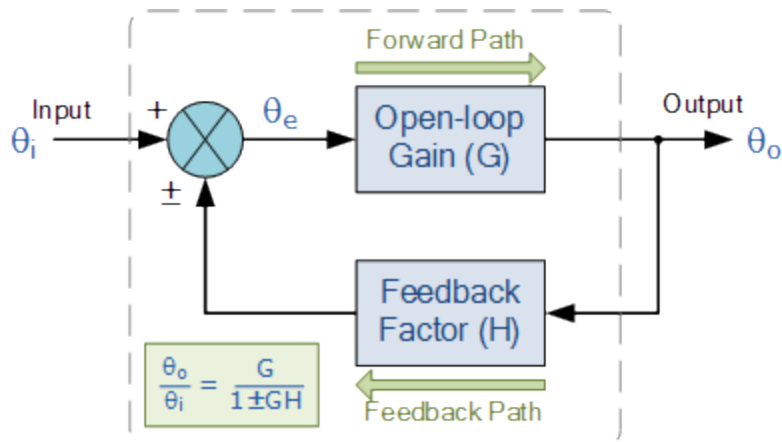 Forward Path
Input
+
θe
Open-loop
Gain (G)
Output
θi
θo
±
Feedback
Factor (H)
θo/θi = G/1±GH
Feedback Path